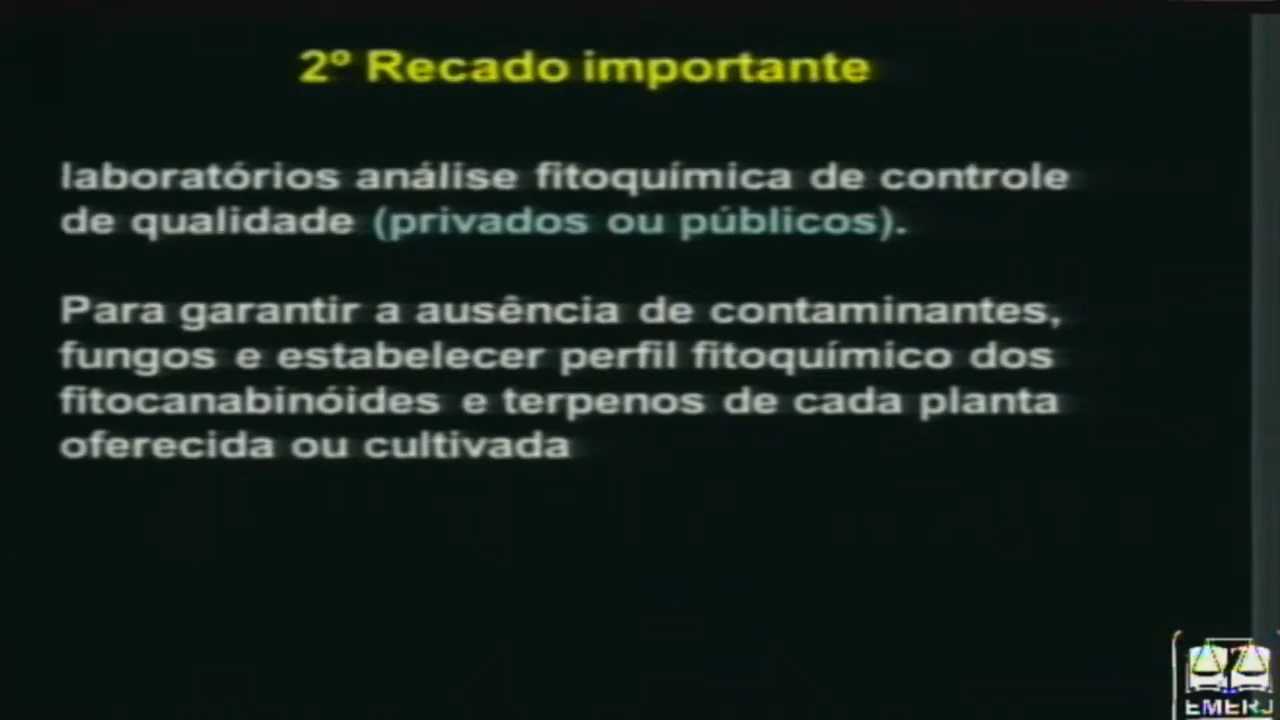 2º Recado importante
laboratórios análise fitoquímica de controle
de qualidade (privados ou públicos).
Para garantir a ausência de contaminantes,
fungos e estabelecer perfil fitoquímico dos
fitocanabinóides e terpenos de cada planta
oferecida ou cultivada
EMERJ